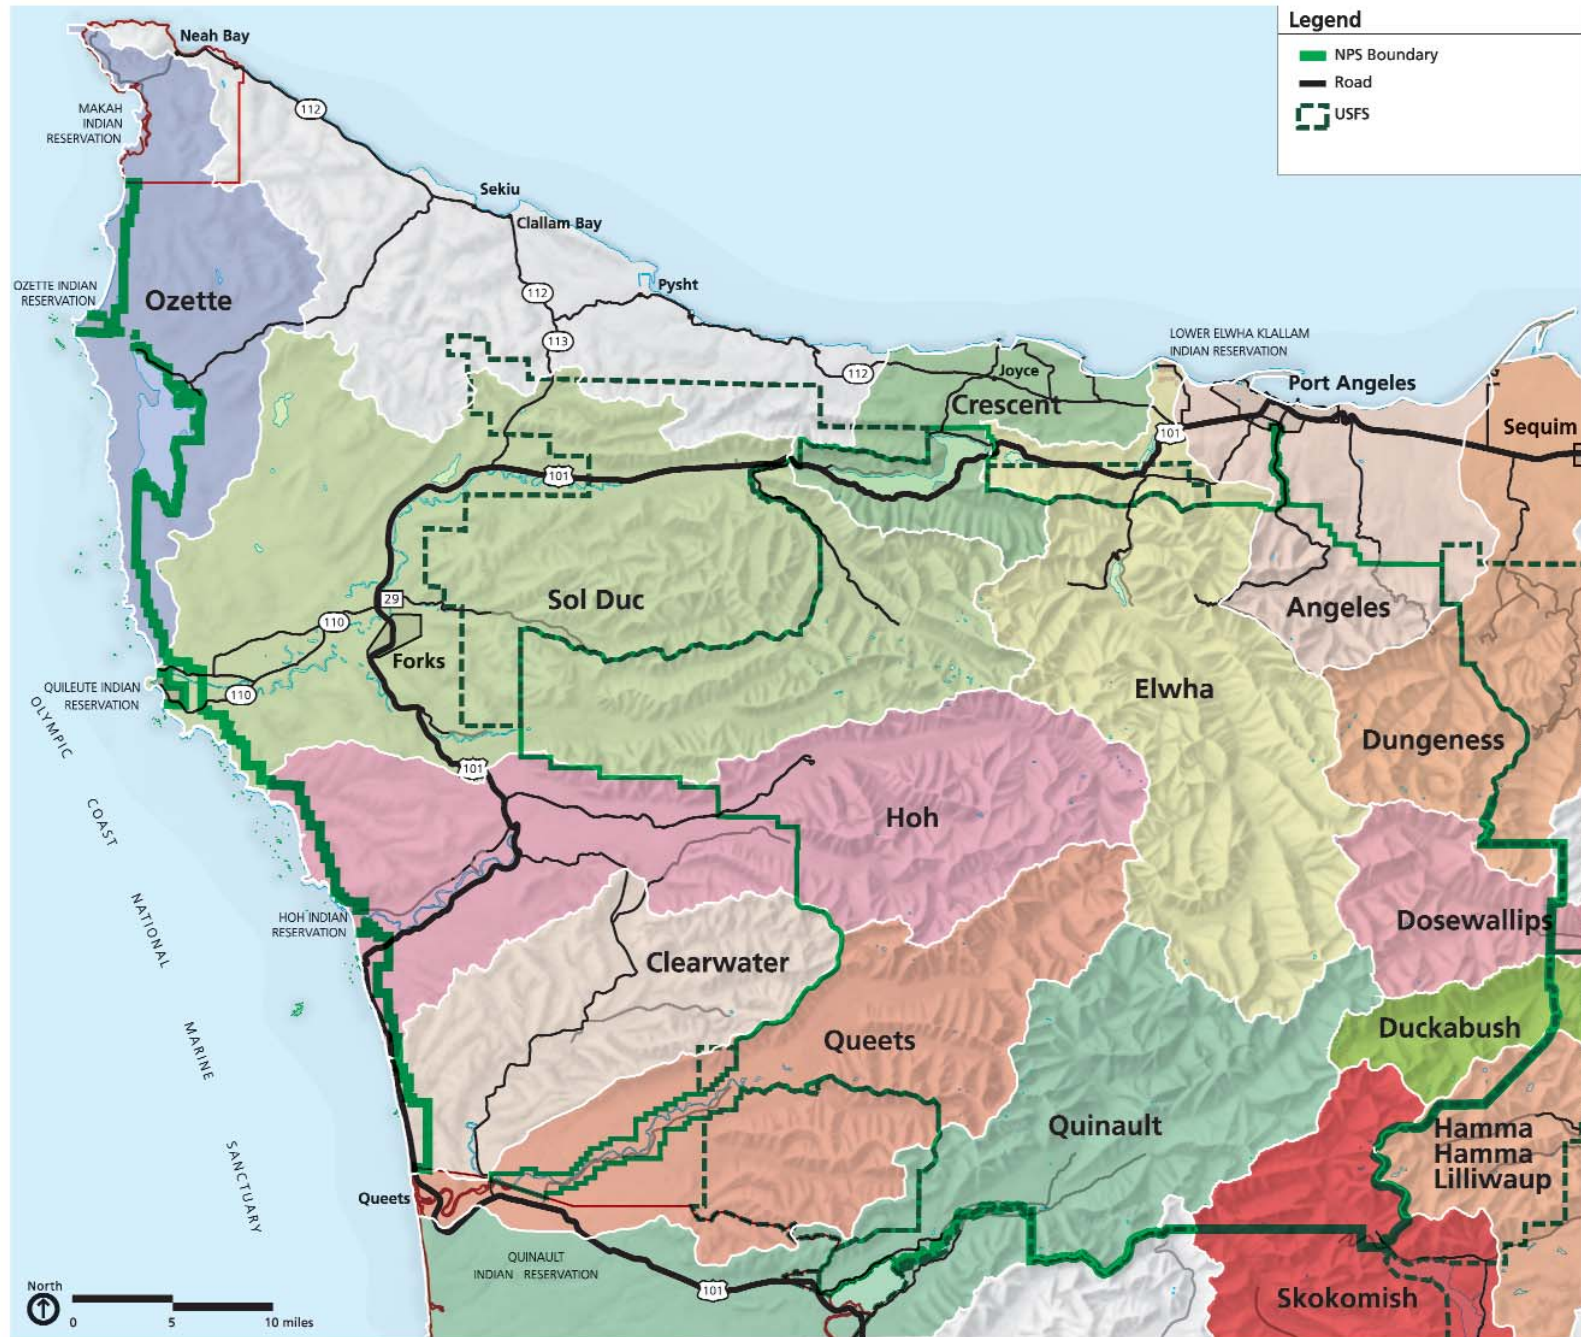 Legend
NPS Boundary
Road
USFS
Neah Bay
112
MAKAH
INDIAN
RESERVATION
Sekiu
Clallam Bay
OZETTE INDIAN
RESERVATION
Ozette
112
Pysht
113
112
LOWER ELWHA KLALLAM
INDIAN RESERVATION
Joyce
Port Angeles
Crescent
101
Sequim
101
Sol Duc
29
Angeles
110
Forks
Elwha
QUILEUTE INDIAN
RESERVATION
110
Dungeness
101
Hoh
HOH INDIAN
RESERVATION
Dosewallips
Clearwater
Duckabush
Queets
Quinault
Hamma
Hamma
Lilliwaup
Queets
QUINAULT
INDIAN RESERVATION
101
Skokomish
OLYMPIC
COAST
NATIONAL
MARINE
SANCTUARY
North
0 5 10 miles